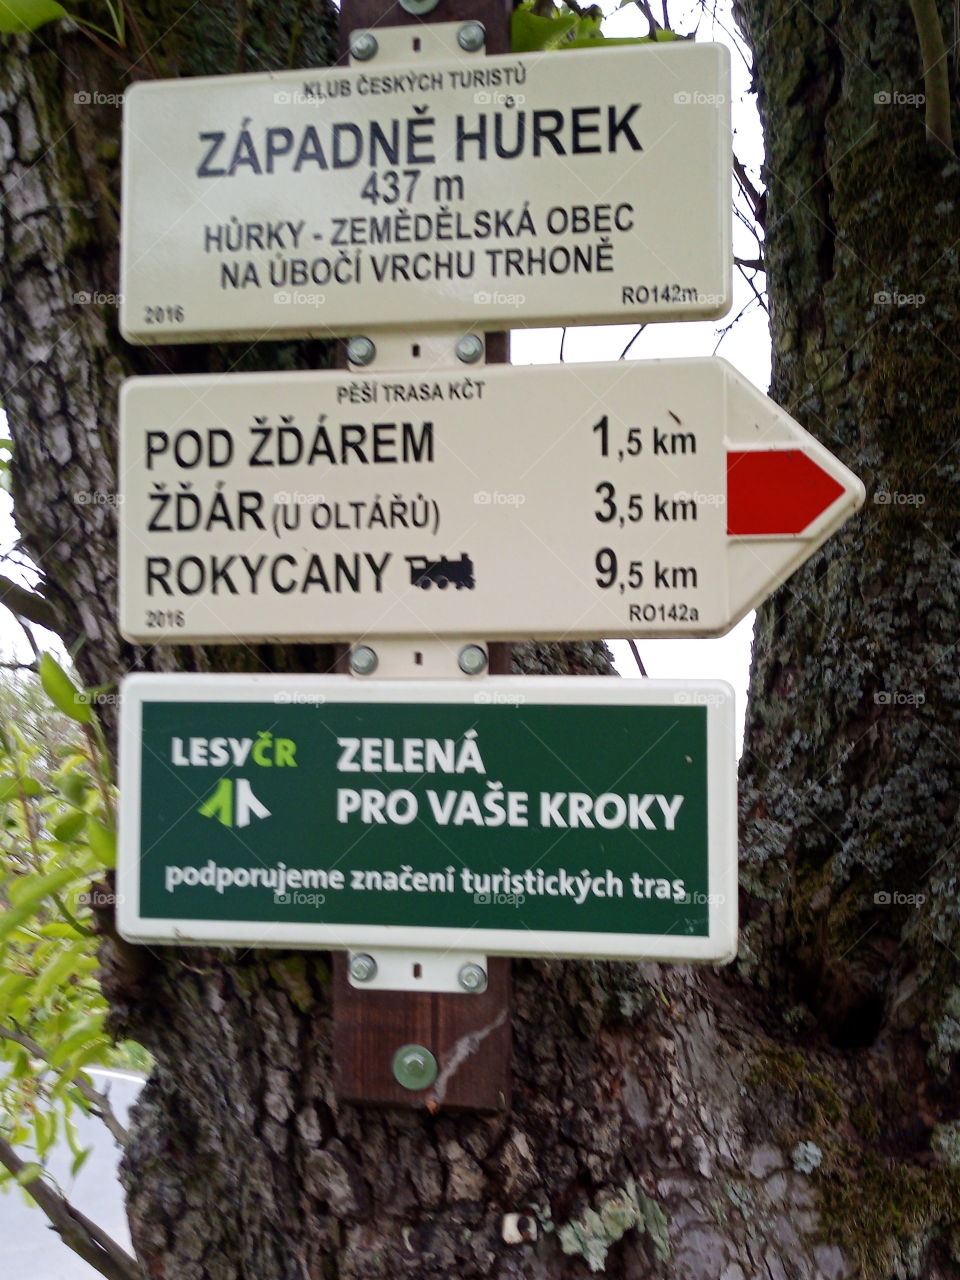 KLUB ČESKÝCH TURISTŮ
ZÁPADNĚ HŮREK
437 m
HŮRKY - ZEMĚDĚLSKÁ OBEC
NA ÚBOČÍ VRCHU TRHONĚ
2016 RO142m
PĚŠÍ TRASA KČT
POD ŽĎÁREM 1,5 km
ŽĎÁR (U OLTÁŘŮ) 3,5 km
ROKYCANY 9,5 km
2016 RO142a
LESYČR
ZELENÁ
PRO VAŠE KROKY
podporujeme značení turistických tras
foap